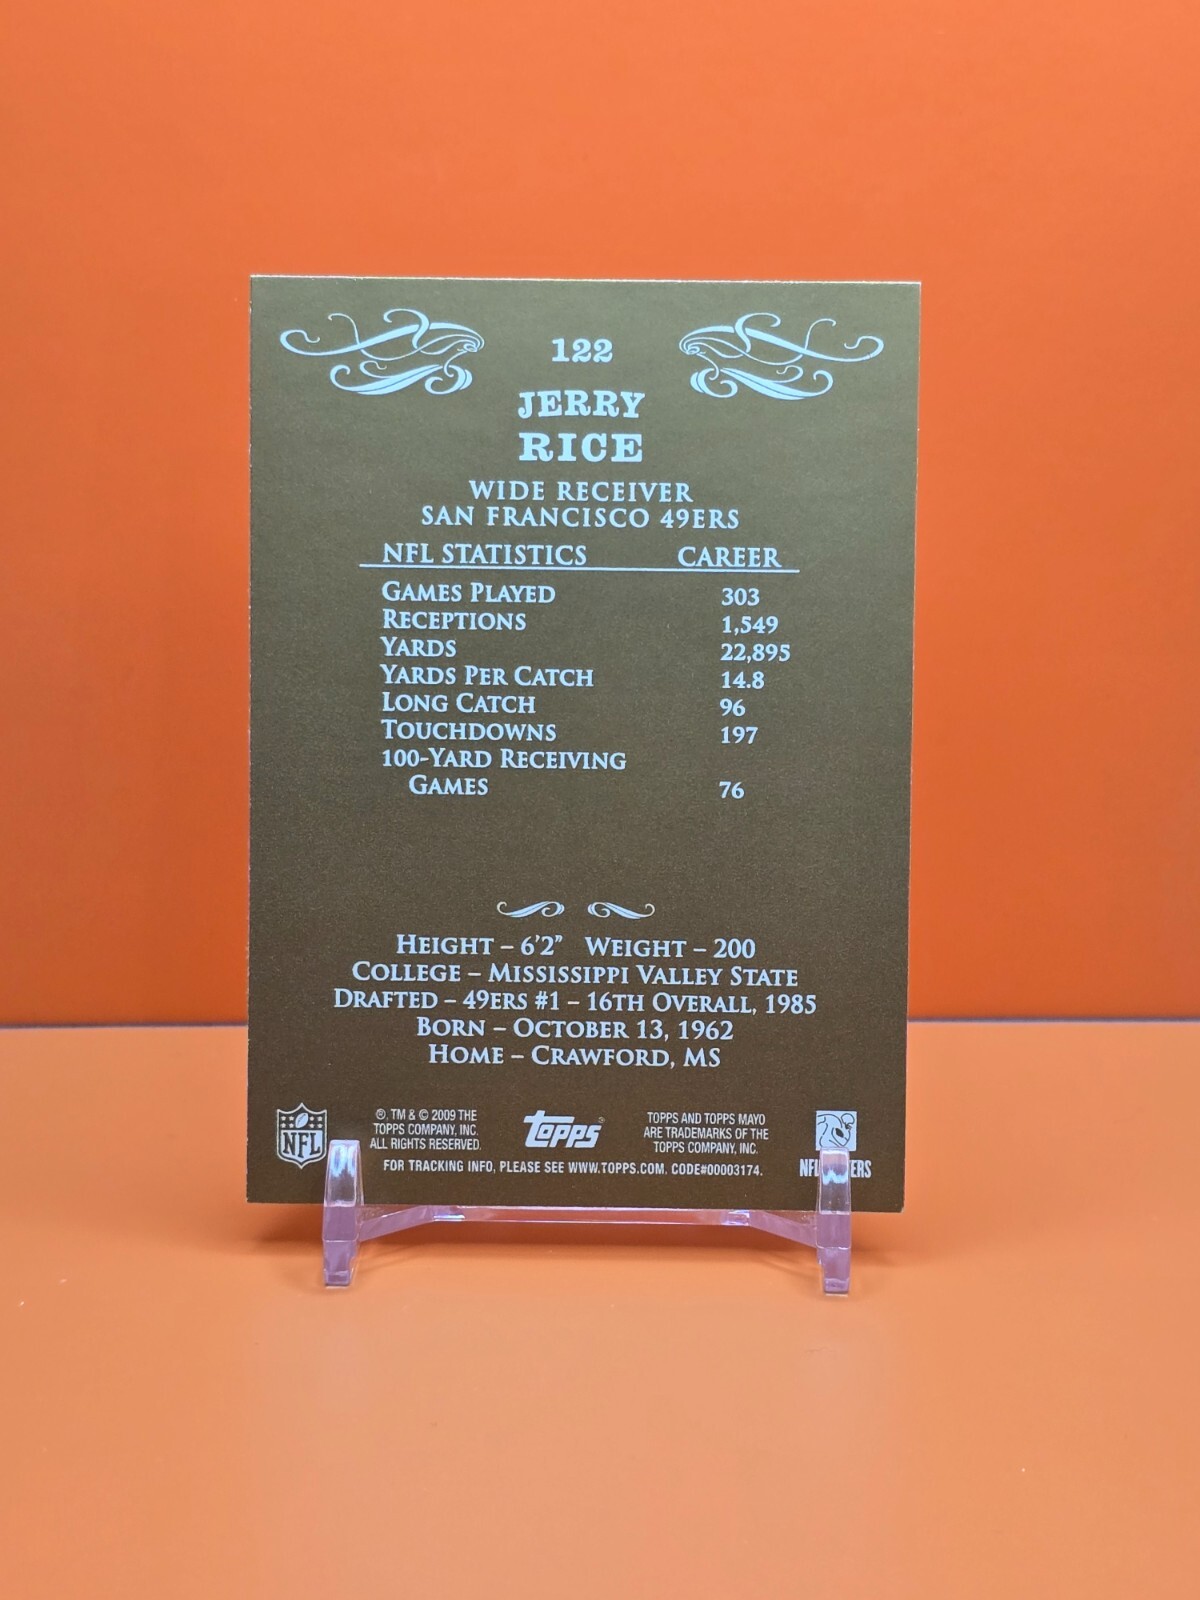 122
JERRY
RICE
WIDE RECEIVER
SAN FRANCISCO 49ERS
NFL STATISTICS CAREER
GAMES PLAYED 303
RECEPTIONS 1,549
YARDS 22,895
YARDS PER CATCH 14.8
LONG CATCH 96
TOUCHDOWNS 197
100-YARD RECEIVING
GAMES 76
HEIGHT – 6'2" WEIGHT – 200
COLLEGE – MISSISSIPPI VALLEY STATE
DRAFTED – 49ERS #1 – 16TH OVERALL, 1985
BORN – OCTOBER 13, 1962
HOME – CRAWFORD, MS
NFL
®, TM & © 2009 THE
TOPPS COMPANY, INC.
ALL RIGHTS RESERVED.
Topps®
TOPPS AND TOPPS MAYO
ARE TRADEMARKS OF THE
TOPPS COMPANY, INC.
FOR TRACKING INFO, PLEASE SEE WWW.TOPPS.COM. CODE#00003174.